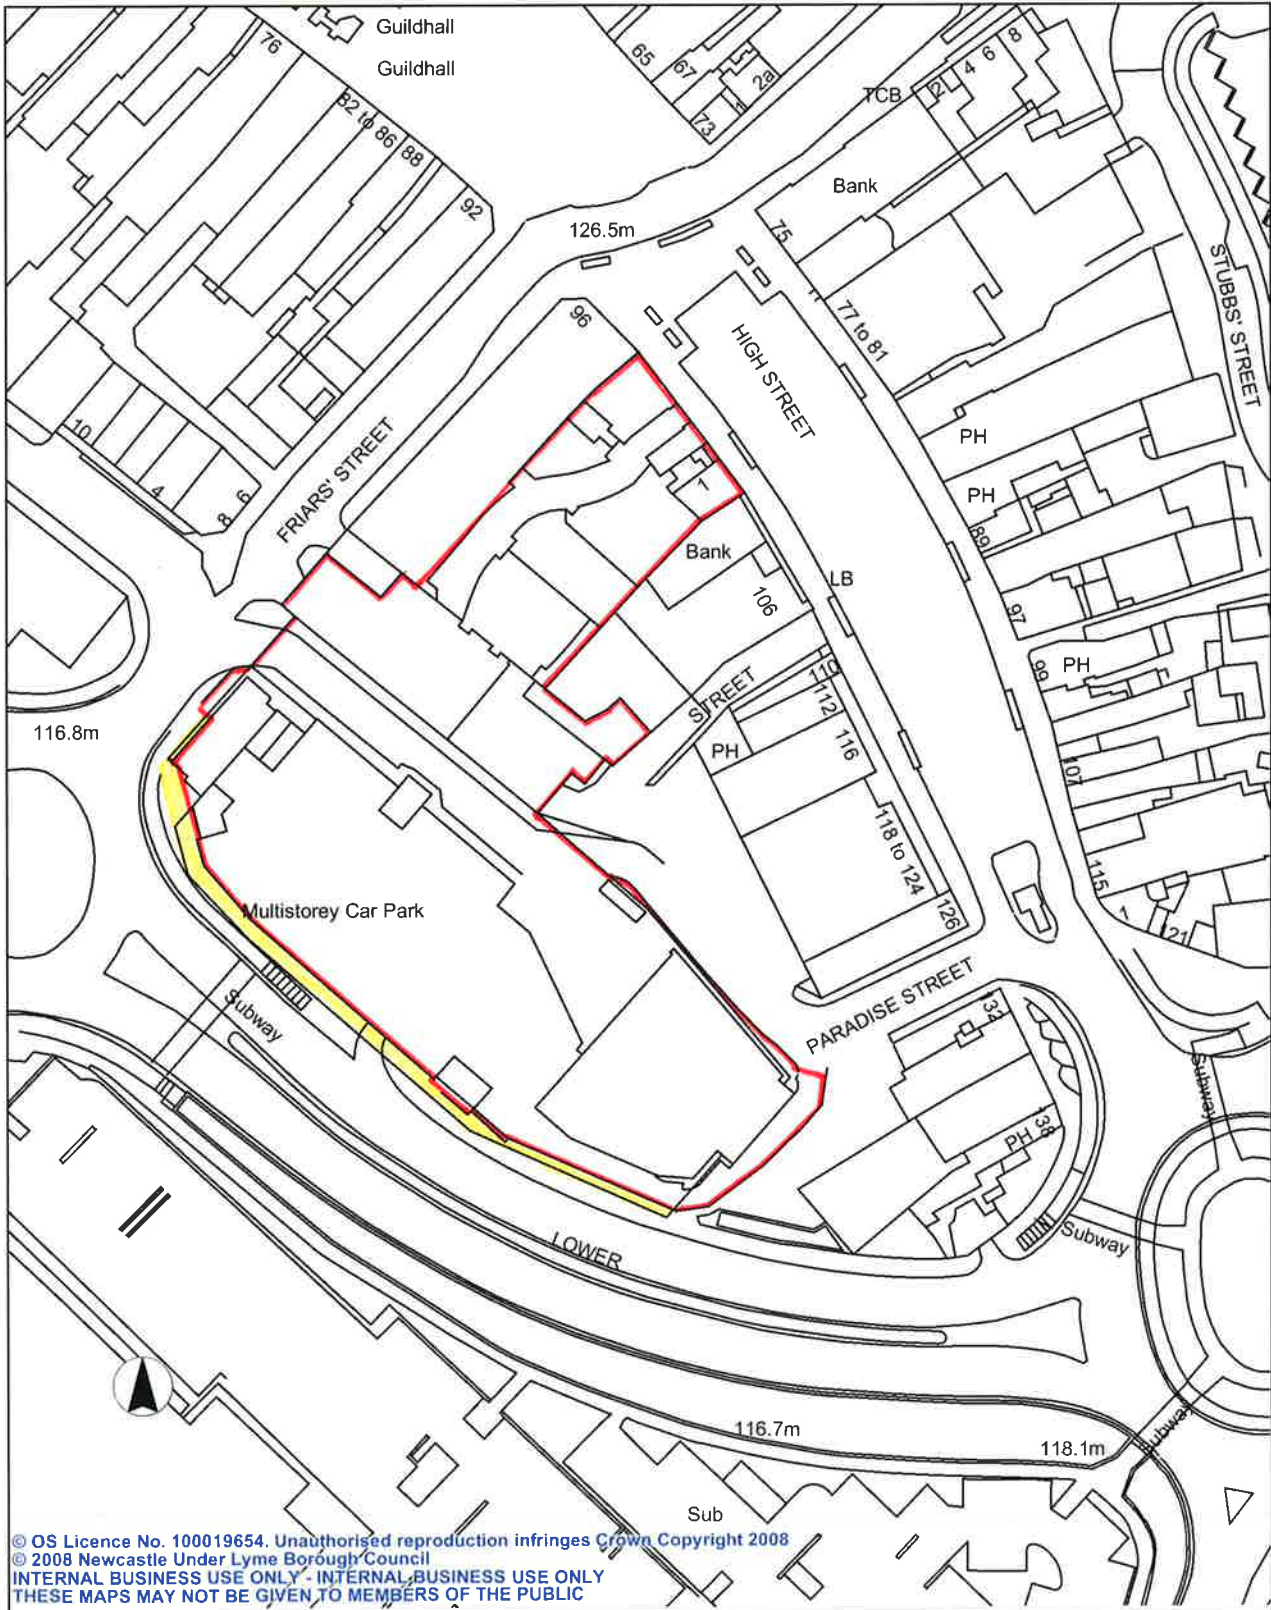 Guildhall
Guildhall
76
82 to 86
88
92
65
67
73
1
2a
TCB
2
4
6
8
Bank
75
126.5m
77 to 81
STUBBS' STREET
96
HIGH STREET
PH
PH
89
97
10
4
8
6
FRIARS' STREET
1
Bank
106
LB
99
PH
STREET
110
112
116
PH
116.8m
107
118 to 124
126
115
1
121
Multistorey Car Park
Subway
PARADISE STREET
132
138
PH
Subway
Subway
LOWER
116.7m
118.1m
Subway
Sub
© OS Licence No. 100019654. Unauthorised reproduction infringes Crown Copyright 2008
© 2008 Newcastle Under Lyme Borough Council
INTERNAL BUSINESS USE ONLY - INTERNAL BUSINESS USE ONLY
THESE MAPS MAY NOT BE GIVEN TO MEMBERS OF THE PUBLIC